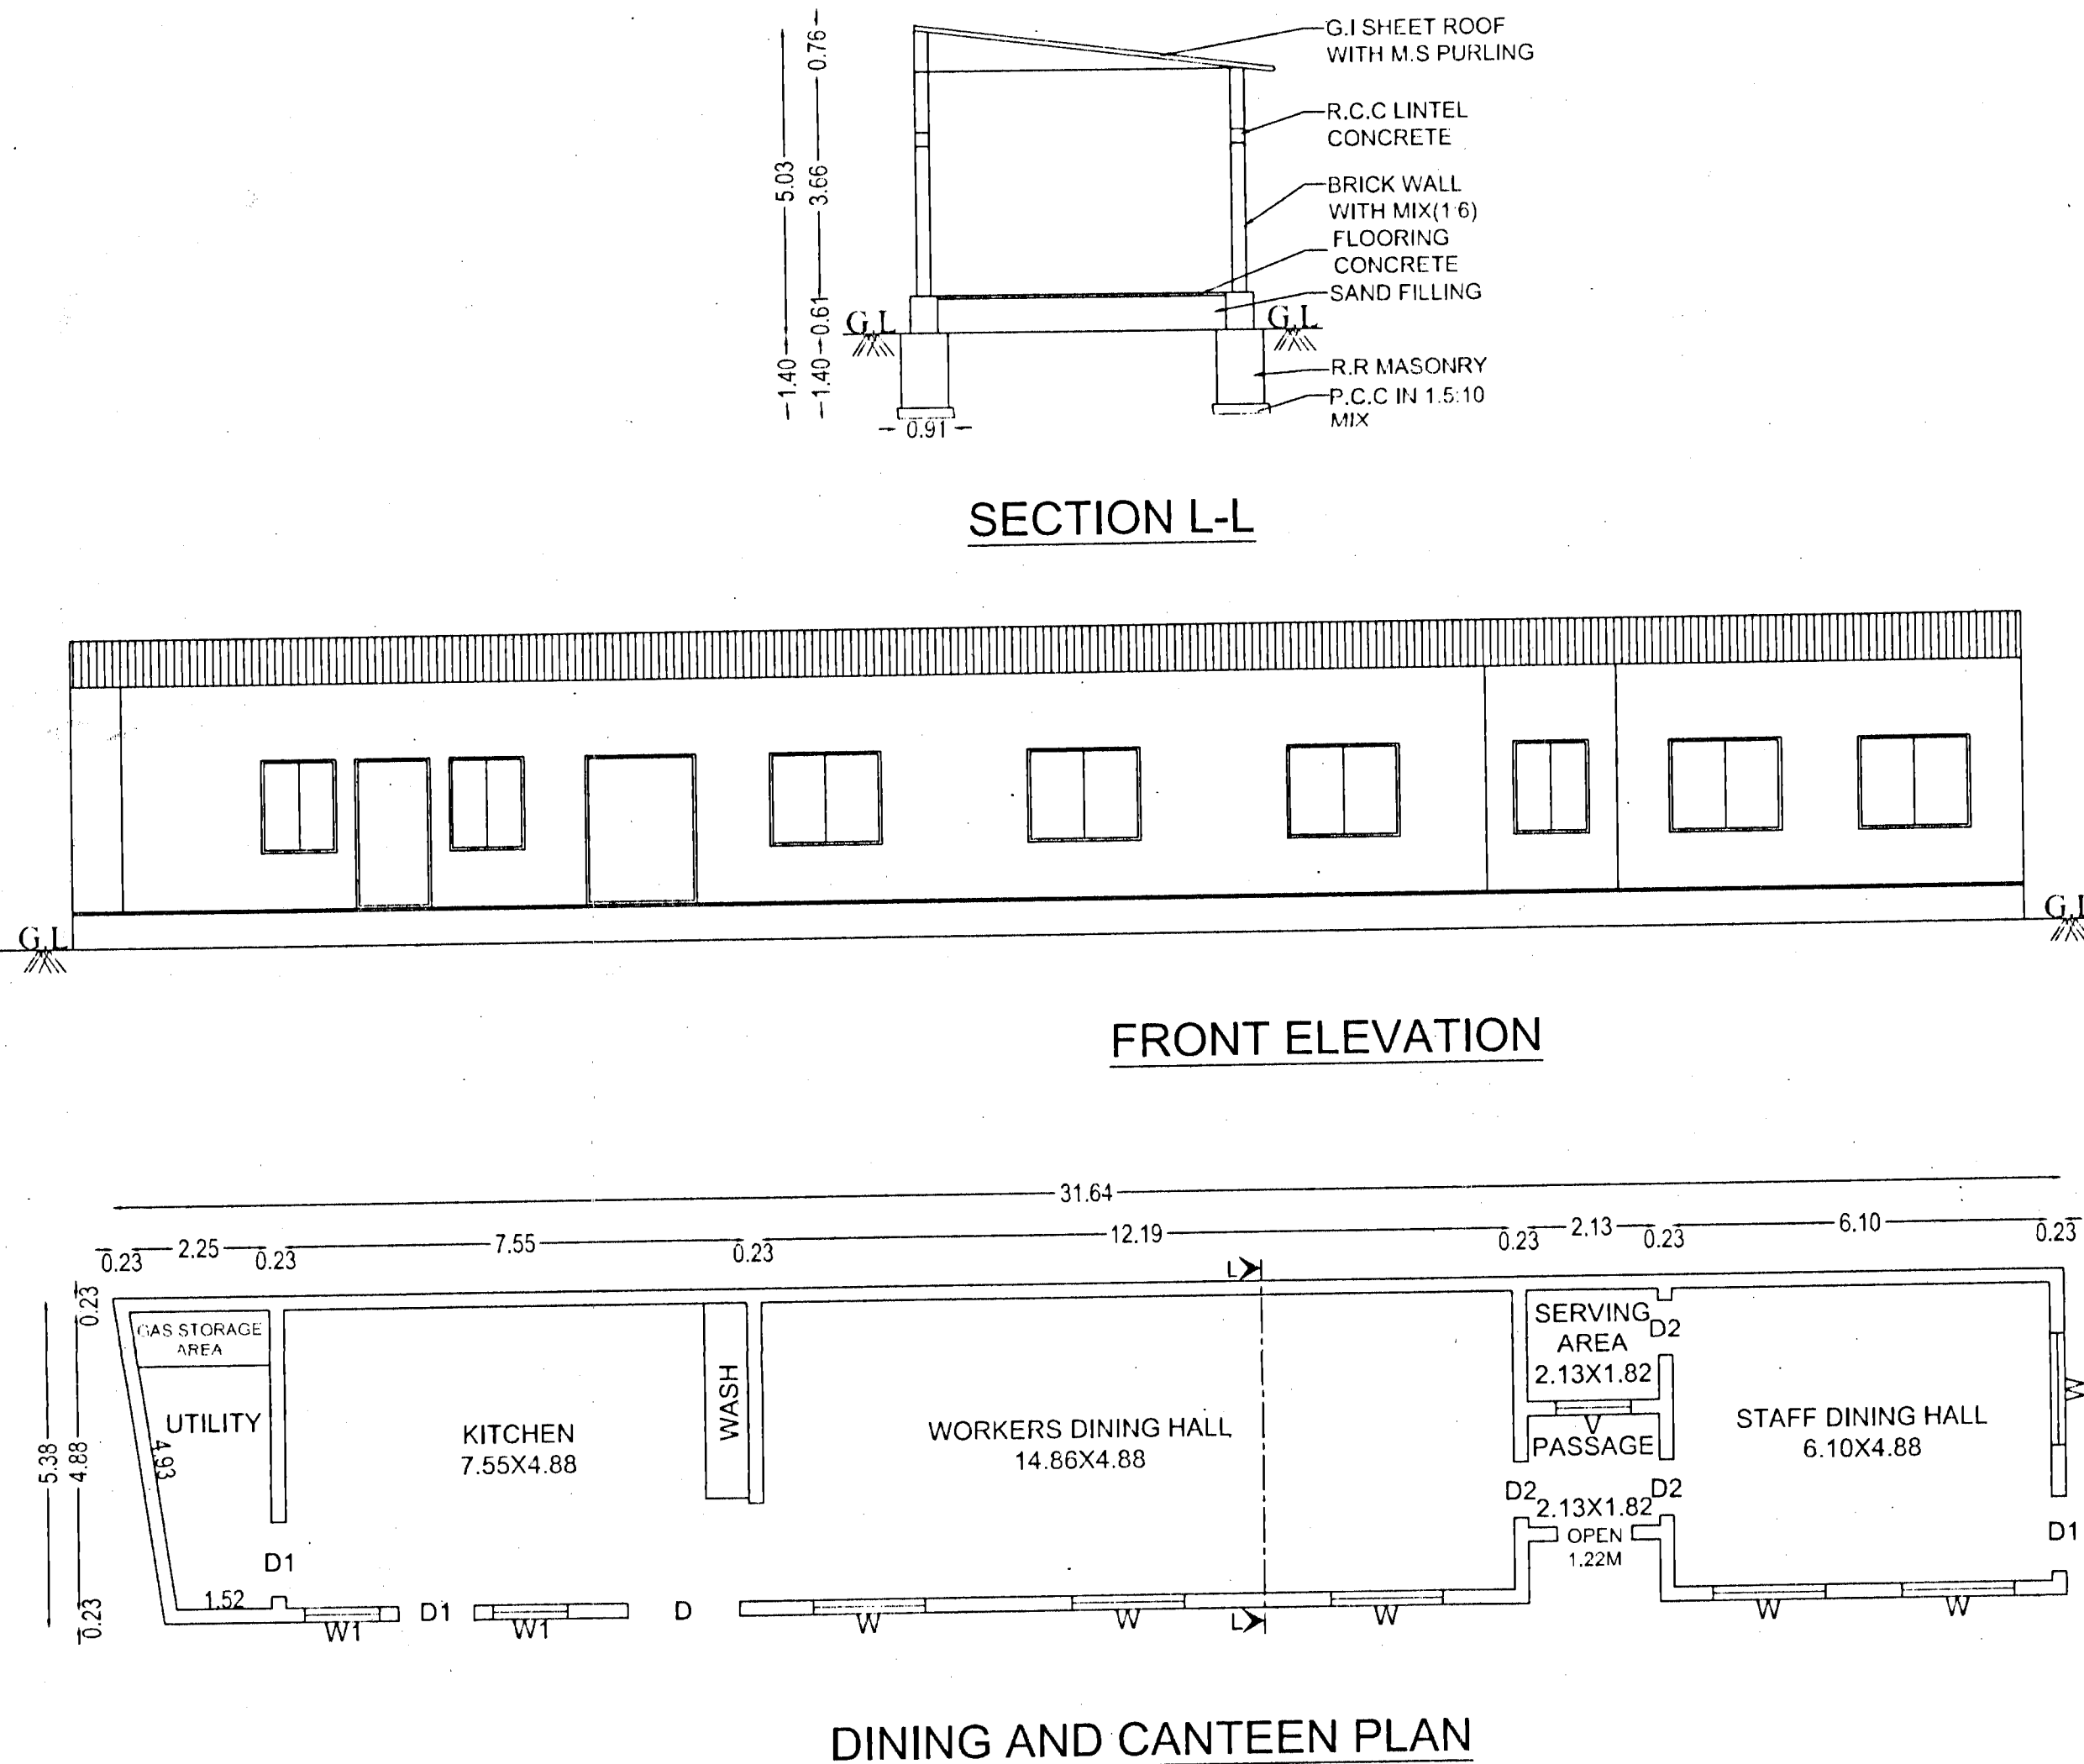 G.I SHEET ROOF
WITH M.S PURLING
R.C.C LINTEL
CONCRETE
BRICK WALL
WITH MIX(1:6)
FLOORING
CONCRETE
SAND FILLING
R.R MASONRY
P.C.C IN 1.5:10
MIX
0.76
5.03
3.66
0.61
1.40
1.40
G.L
G.L
0.91
SECTION L-L
G.L
G.L
FRONT ELEVATION
31.64
0.23
2.25
0.23
7.55
0.23
12.19
0.23
2.13
0.23
6.10
0.23
L
0.23
5.38
4.88
0.23
GAS STORAGE
AREA
UTILITY
4.93
1.52
D1
KITCHEN
7.55X4.88
WASH
WORKERS DINING HALL
14.86X4.88
SERVING
AREA
2.13X1.82
D2
V
PASSAGE
D2
2.13X1.82
D2
OPEN
1.22M
STAFF DINING HALL
6.10X4.88
W
D1
W1
D1
W1
D
W
W
L
W
W
W
DINING AND CANTEEN PLAN